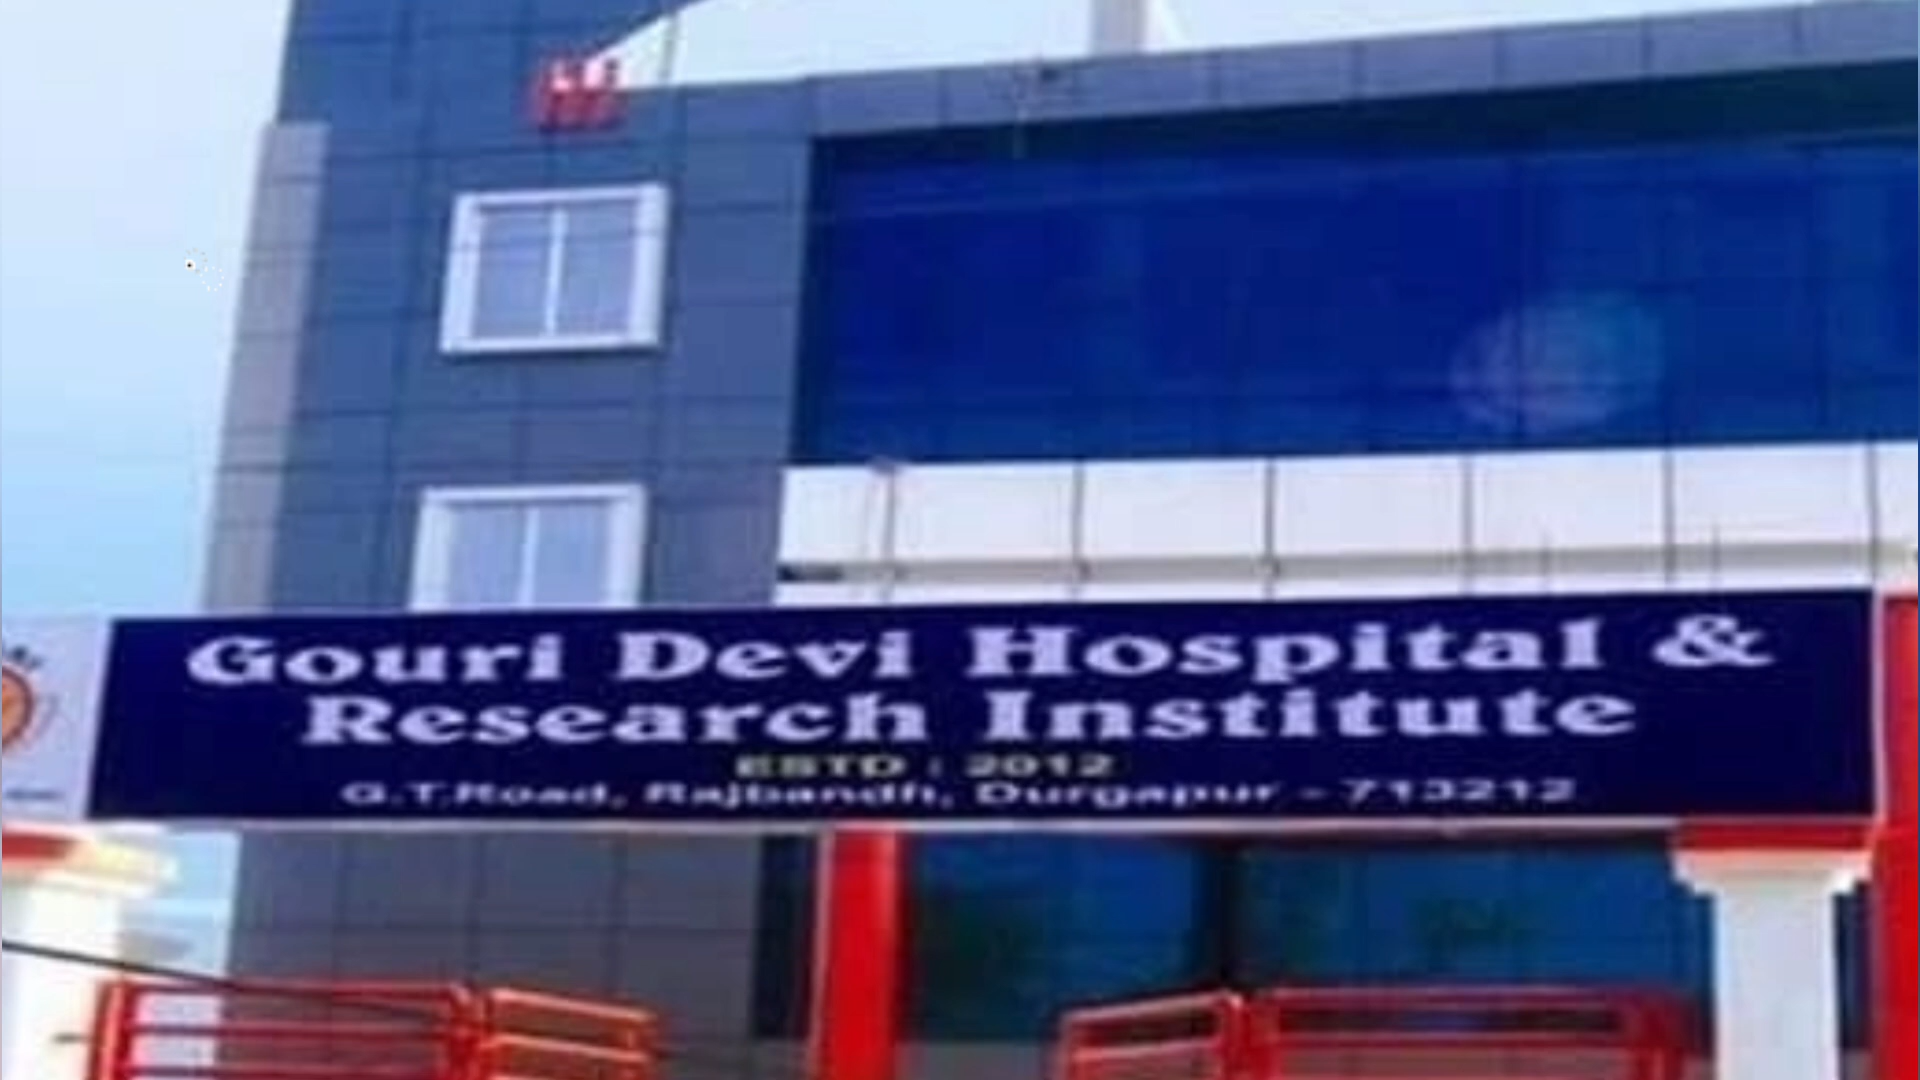 Gouri Devi Hospital &
Research Institute
ESTD : 2012
G.T.Road, Rajbandh, Durgapur - 713212